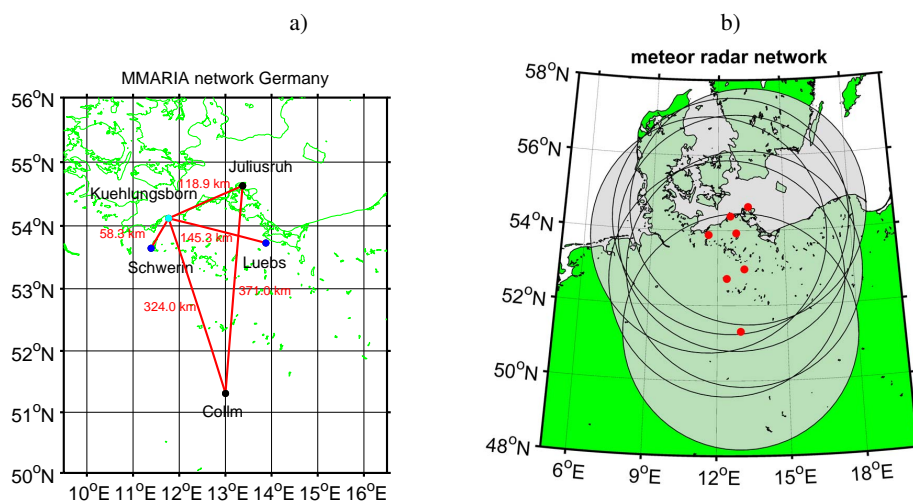 a)
b)
MMARIA network Germany
56°N
55°N
54°N
53°N
52°N
51°N
50°N
Juliusruh
118.9 km
Kuehlungsborn
58.3 km
145.3 km
Schwerin
Luebs
371.0 km
324.0 km
Collm
10°E 11°E 12°E 13°E 14°E 15°E 16°E
meteor radar network
58°N
56°N
54°N
52°N
50°N
48°N
6°E
9°E
12°E
15°E
18°E